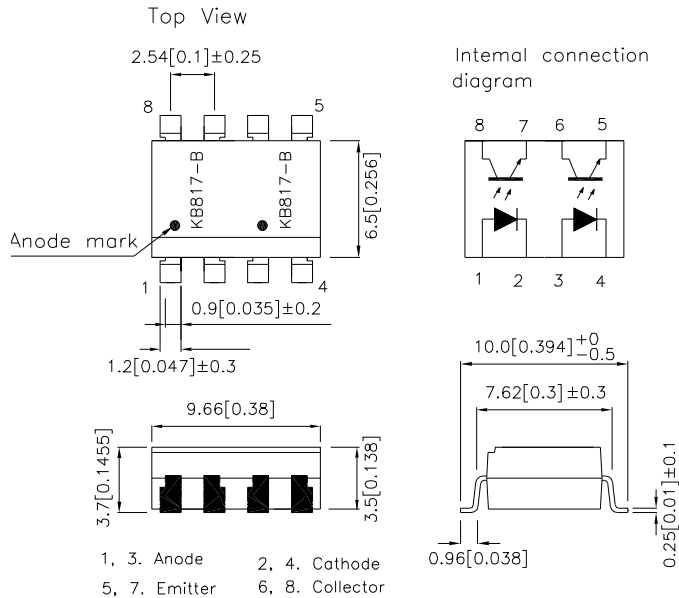 Top View
2.54[0.1]±0.25
8
5
KB817-B
KB817-B
6.5[0.256]
Anode mark
1
4
0.9[0.035]±0.2
1.2[0.047]±0.3
Internal connection
diagram
8 7 6 5
1 2 3 4
9.66[0.38]
3.7[0.1455]
3.5[0.138]
10.0[0.394]+0
-0.5
7.62[0.3]±0.3
0.25[0.01]±0.1
0.96[0.038]
1, 3. Anode
2, 4. Cathode
5, 7. Emitter
6, 8. Collector